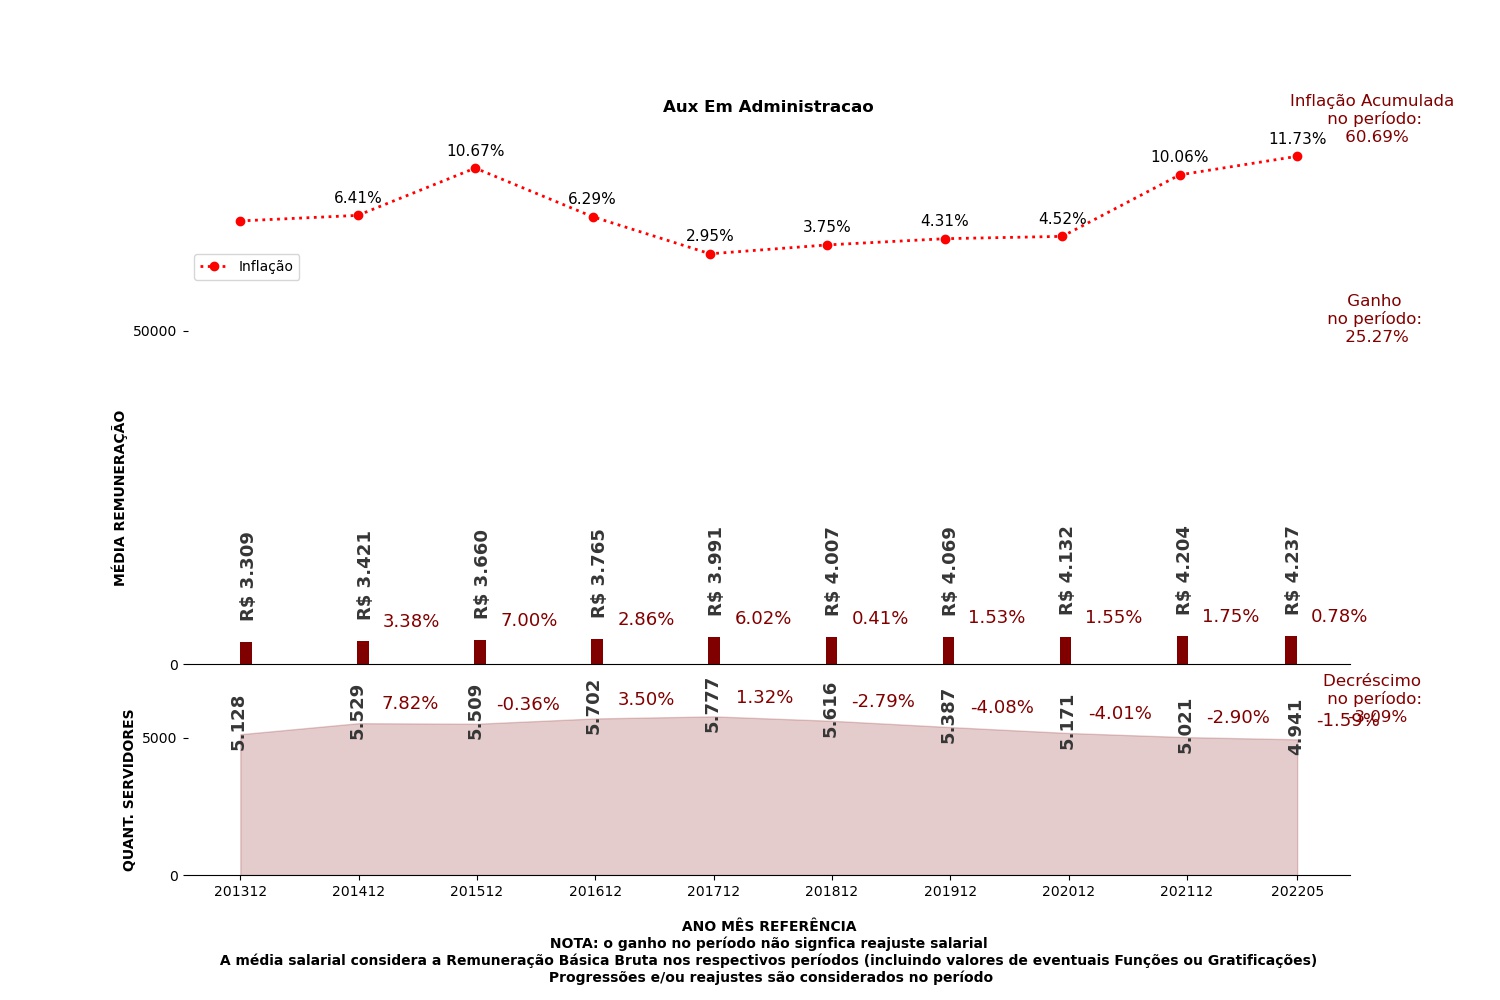 Aux Em Administracao
Inflação Acumulada
no período:
60.69%
6.41%
10.67%
6.29%
2.95%
3.75%
4.31%
4.52%
10.06%
11.73%
Inflação
Ganho
no período:
25.27%
50000
0
MÉDIA REMUNERAÇÃO
R$ 3.309
R$ 3.421
R$ 3.660
R$ 3.765
R$ 3.991
R$ 4.007
R$ 4.069
R$ 4.132
R$ 4.204
R$ 4.237
3.38%
7.00%
2.86%
6.02%
0.41%
1.53%
1.55%
1.75%
0.78%
Decréscimo
no período:
-3.09%
5000
0
QUANT. SERVIDORES
5.128
5.529
5.509
5.702
5.777
5.616
5.387
5.171
5.021
4.941
7.82%
-0.36%
3.50%
1.32%
-2.79%
-4.08%
-4.01%
-2.90%
-1.59%
201312
201412
201512
201612
201712
201812
201912
202012
202112
202205
ANO MÊS REFERÊNCIA
NOTA: o ganho no período não signfica reajuste salarial
A média salarial considera a Remuneração Básica Bruta nos respectivos períodos (incluindo valores de eventuais Funções ou Gratificações)
Progressões e/ou reajustes são considerados no período